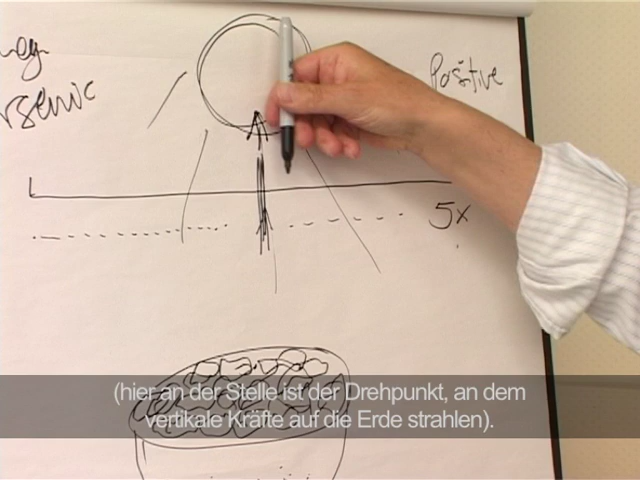 Positive
5x
(hier an der Stelle ist der Drehpunkt, an dem
vertikale Kräfte auf die Erde strahlen).